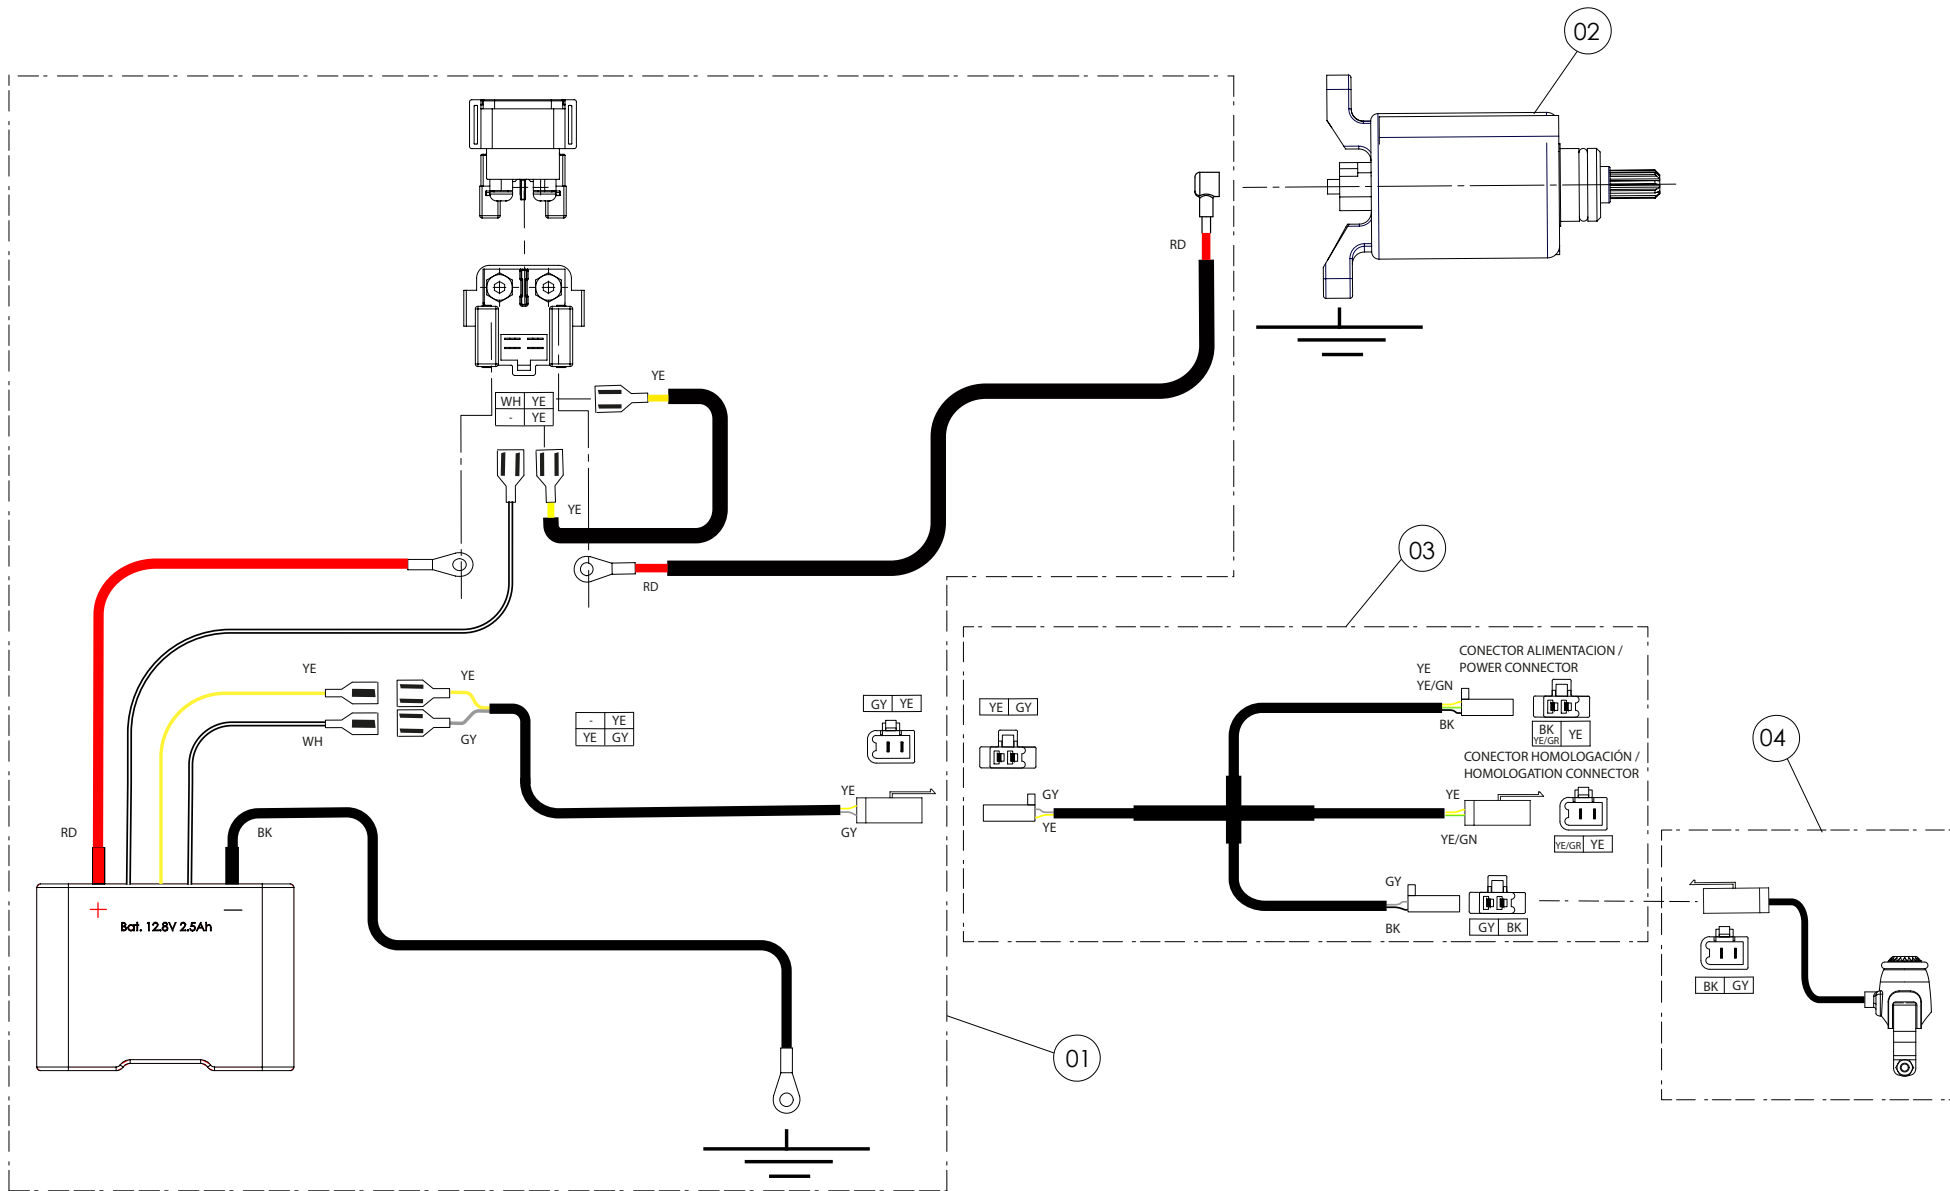 02
RD
YE
WH YE
- YE
YE
RD
03
CONECTOR ALIMENTACION /
POWER CONNECTOR
YE
YE/GN
BK
BK
YE/GR
YE
CONECTOR HOMOLOGACIÓN /
HOMOLOGATION CONNECTOR
YE
YE/GN
YE/GR YE
YE
YE
WH
GY
- YE
YE GY
GY YE
YE GY
YE
GY
GY
YE
04
GY
BK
GY BK
BK GY
RD
BK
+
—
Bat. 12.8V 2.5Ah
01